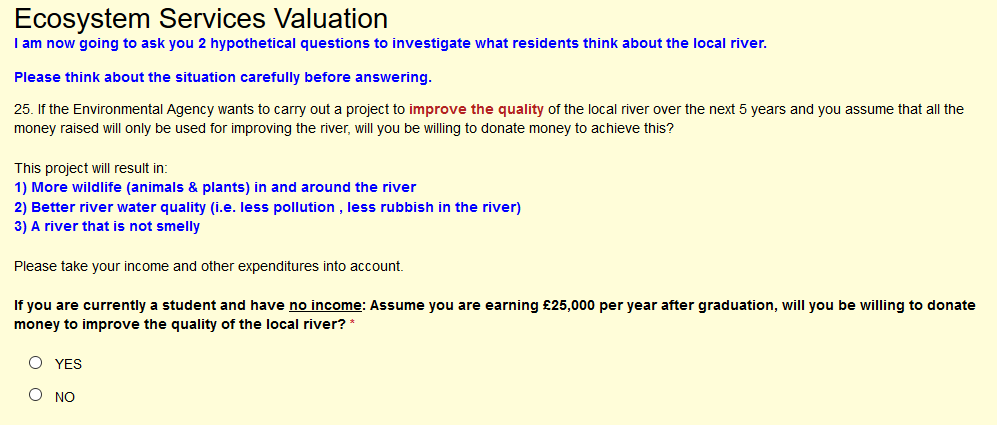 Ecosystem Services Valuation
I am now going to ask you 2 hypothetical questions to investigate what residents think about the local river.
Please think about the situation carefully before answering.
25. If the Environmental Agency wants to carry out a project to improve the quality of the local river over the next 5 years and you assume that all the
money raised will only be used for improving the river, will you be willing to donate money to achieve this?
This project will result in:
1) More wildlife (animals & plants) in and around the river
2) Better river water quality (i.e. less pollution , less rubbish in the river)
3) A river that is not smelly
Please take your income and other expenditures into account.
If you are currently a student and have no income: Assume you are earning £25,000 per year after graduation, will you be willing to donate
money to improve the quality of the local river? *
YES
NO